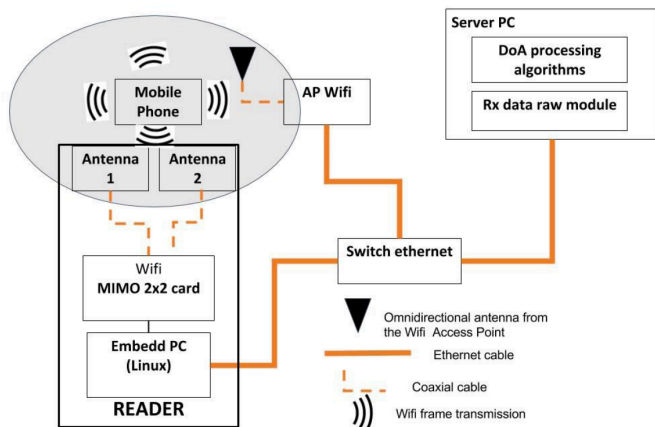 Server PC
DoA processing
algorithms
Rx data raw module
Mobile
Phone
AP Wifi
Antenna
1
Antenna
2
Switch ethernet
Wifi
MIMO 2x2 card
Embedd PC
(Linux)
READER
Omnidirectional antenna from
the Wifi Access Point
Ethernet cable
Coaxial cable
Wifi frame transmission